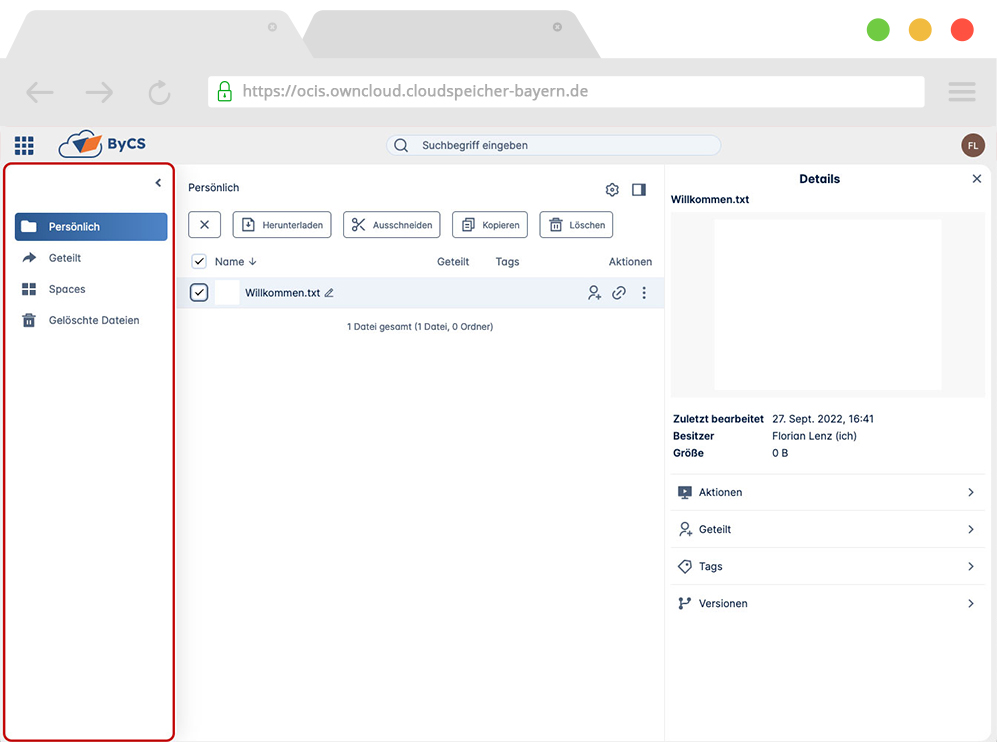 https://ocis.owncloud.cloudspeicher-bayern.de
ByCS
Suchbegriff eingeben
FL
Persönlich
Geteilt
Spaces
Gelöschte Dateien
Persönlich
Herunterladen
Ausschneiden
Kopieren
Löschen
Name
Geteilt
Tags
Aktionen
Willkommen.txt
1 Datei gesamt (1 Datei, 0 Ordner)
Details
Willkommen.txt
Zuletzt bearbeitet 27. Sept. 2022, 16:41
Besitzer Florian Lenz (ich)
Größe 0 B
Aktionen
Geteilt
Tags
Versionen